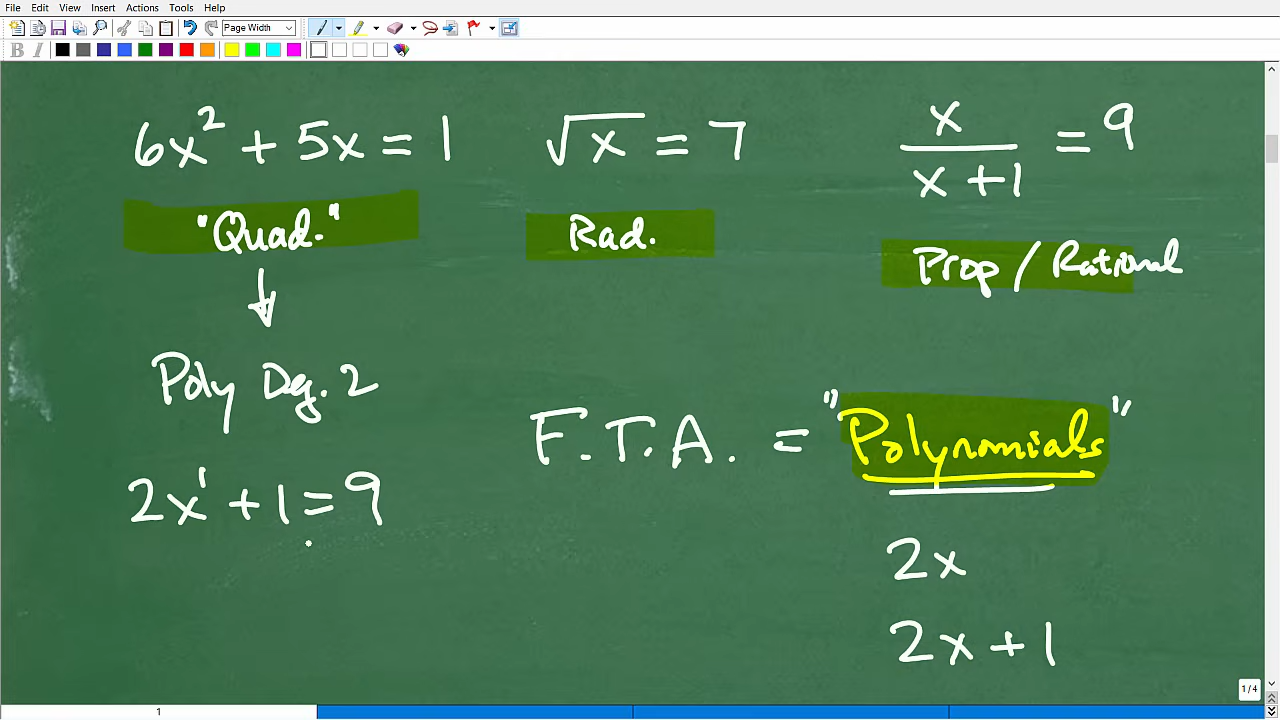 File Edit View Insert Actions Tools Help
Page Width
B I
6x² + 5x = 1
√x = 7
x/(x+1) = 9
"Quad."
Rad.
Prop / Rational
Poly Deg. 2
F.T.A. = "Polynomials"
2x¹ + 1 = 9
2x
2x + 1
1/4
1